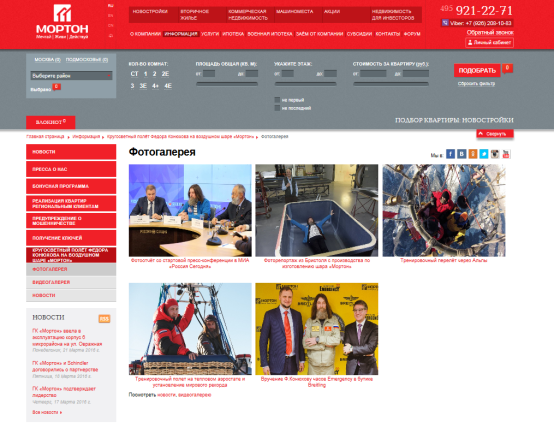 МОРТОН
Мечтай | Живи | Действуй
Ru
НОВОСТРОЙКИ
ВТОРИЧНОЕ ЖИЛЬЕ
КОММЕРЧЕСКАЯ НЕДВИЖИМОСТЬ
МАШИНОМЕСТА
АКЦИИ
НЕДВИЖИМОСТЬ ДЛЯ ИНВЕСТОРОВ
О КОМПАНИИ ИНФОРМАЦИЯ УСЛУГИ ИПОТЕКА ВОЕННАЯ ИПОТЕКА ЗАЁМ ОТ КОМПАНИИ СУБСИДИИ КОНТАКТЫ ФОРУМ
495 921-22-71
Viber: +7 (926) 208-10-83
Обратный звонок
Личный кабинет
МОСКВА (0) ПОДМОСКОВЬЕ (0)
Выберите район
Выбрано 0
КОЛ-ВО КОМНАТ:
СТ 1 2 2Е
3 3Е 4+ 4Е
ПЛОЩАДЬ ОБЩАЯ (КВ. М):
от до
УКАЖИТЕ ЭТАЖ:
от до
не первый
не последний
СТОИМОСТЬ ЗА КВАРТИРУ (руб.):
от до
ПОДОБРАТЬ 0
Сбросить фильтр
БЛОКНОТ 0
ПОДБОР КВАРТИРЫ: НОВОСТРОЙКИ
Свернуть
Главная страница ▸ Информация ▸ Кругосветный полёт Федора Конюхова на воздушном шаре «Мортон» ▸ Фотогалерея
НОВОСТИ
ПРЕССА О НАС
БОНУСНАЯ ПРОГРАММА
РЕАЛИЗАЦИЯ КВАРТИР РЕГИОНАЛЬНЫМ КЛИЕНТАМ
ПРЕДУПРЕЖДЕНИЕ О МОШЕННИЧЕСТВЕ
ПОЛУЧЕНИЕ КЛЮЧЕЙ
КРУГОСВЕТНЫЙ ПОЛЁТ ФЕДОРА КОНЮХОВА НА ВОЗДУШНОМ ШАРЕ «МОРТОН»
ФОТОГАЛЕРЕЯ
ВИДЕОГАЛЕРЕЯ
НОВОСТИ
НОВОСТИ
RSS
ГК «Мортон» ввела в эксплуатацию корпус 6 микрорайона на ул. Окружная
Понедельник, 21 Марта 2016 г.
ГК «Мортон» и Schindler договорились о партнерстве
Пятница, 18 Марта 2016 г.
ГК «Мортон» подтверждает лидерство
Четверг, 17 Марта 2016 г.
Все новости
Фотогалерея
Мы в:
Фотоотчёт со стартовой пресс-конференции в МИА «Россия Сегодня».
Фоторепортаж из Бристоля с производства по изготовлению шара «Мортон».
Тренировочный перелёт через Альпы.
Тренировочный полет на тепловом аэростате и установление мирового рекорда
Вручение Ф.Конюхову часов Emergency в бутике Breitling
Посмотреть новости, видеогалерею